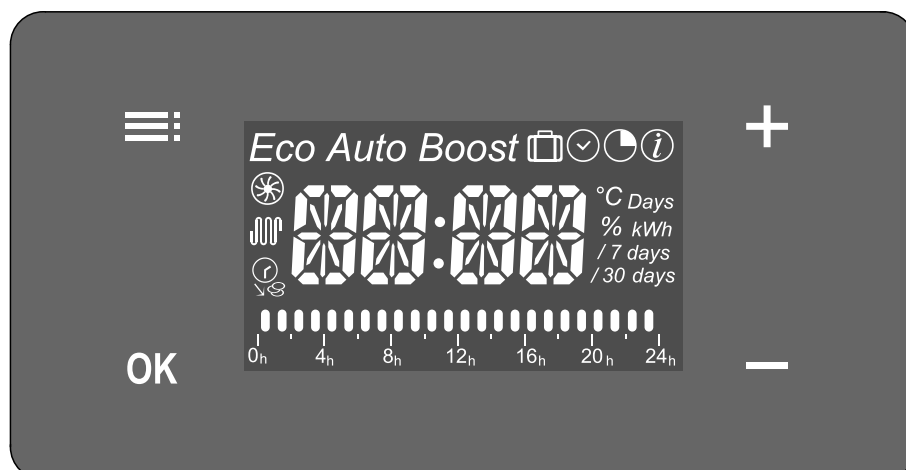 Eco Auto Boost
°C Days
% kWh
/ 7 days
/ 30 days
0h 4h 8h 12h 16h 20h 24h
OK